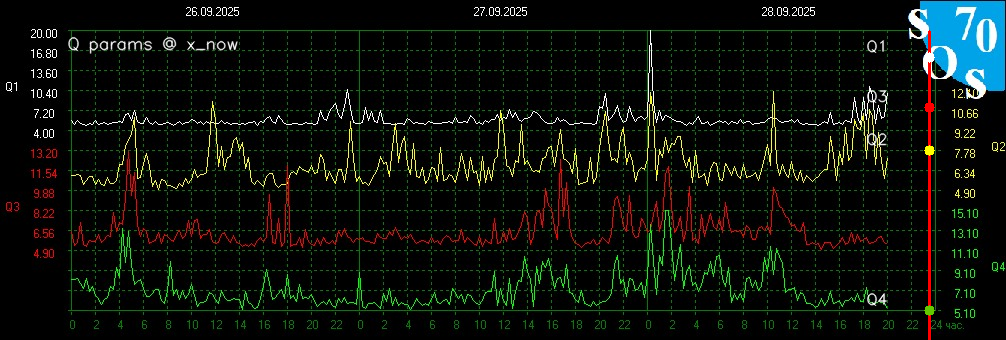 26.09.2025 27.09.2025 28.09.2025
SOS 70
Q params @ x_now
Q1
Q3
Q2
Q4
Q1
20.00
16.80
13.60
10.40
7.20
4.00
Q3
13.20
11.54
9.88
8.22
6.56
4.90
Q2
10.66
9.22
7.78
6.34
4.90
Q4
15.10
13.10
11.10
9.10
7.10
5.10
0 2 4 6 8 10 12 14 16 18 20 22 0 2 4 6 8 10 12 14 16 18 20 22 0 2 4 6 8 10 12 14 16 18 20 22 24 час.